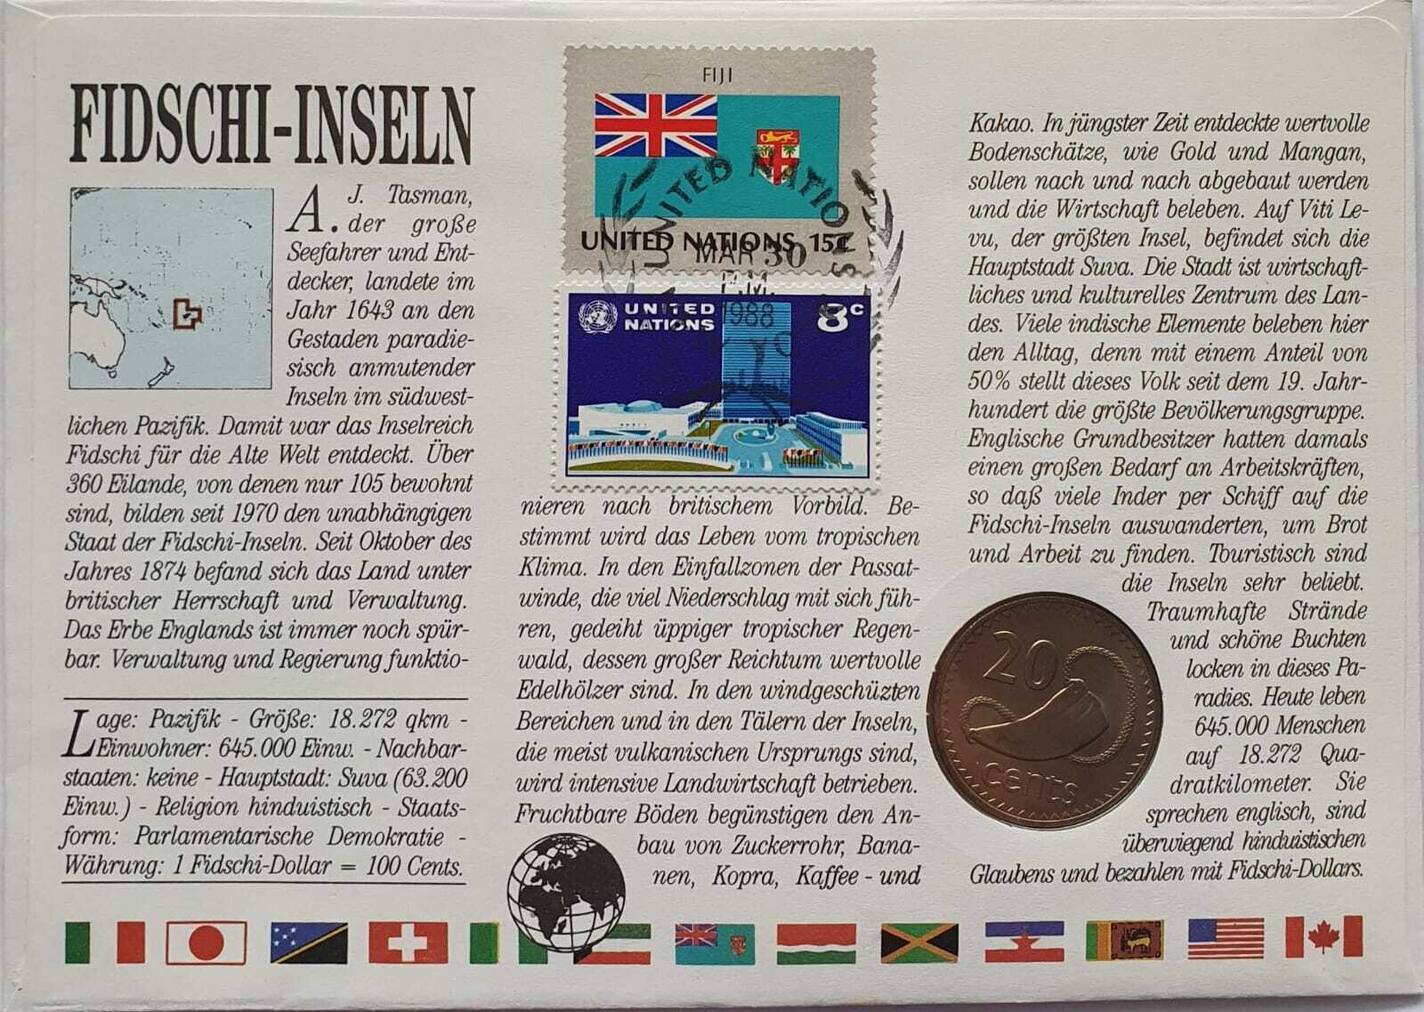 FIDSCHI-INSELN
A. J. Tasman,
der große
Seefahrer und Ent-
decker, landete im
Jahr 1643 an den
Gestaden paradie-
sisch anmutender
Inseln im südwest-
lichen Pazifik. Damit war das Inselreich
Fidschi für die Alte Welt entdeckt. Über
360 Eilande, von denen nur 105 bewohnt
sind, bilden seit 1970 den unabhängigen
Staat der Fidschi-Inseln. Seit Oktober des
Jahres 1874 befand sich das Land unter
britischer Herrschaft und Verwaltung.
Das Erbe Englands ist immer noch spür-
bar. Verwaltung und Regierung funktio-
Lage: Pazifik - Größe: 18.272 qkm -
Einwohner: 645.000 Einw. - Nachbar-
staaten: keine - Hauptstadt: Suva (63.200
Einw.) - Religion hinduistisch - Staats-
form: Parlamentarische Demokratie -
Währung: 1 Fidschi-Dollar = 100 Cents.
FIJI
UNITED NATIONS 15¢
UNITED NATIONS
MAR 30
P.M.
1988
UNITED
NATIONS
8c
nieren nach britischem Vorbild. Be-
stimmt wird das Leben vom tropischen
Klima. In den Einfallzonen der Passat-
winde, die viel Niederschlag mit sich füh-
ren, gedeiht üppiger tropischer Regen-
wald, dessen großer Reichtum wertvolle
Edelhölzer sind. In den windgeschützten
Bereichen und in den Tälern der Inseln,
die meist vulkanischen Ursprungs sind,
wird intensive Landwirtschaft betrieben.
Fruchtbare Böden begünstigen den An-
bau von Zuckerrohr, Bana-
nen, Kopra, Kaffee - und
Kakao. In jüngster Zeit entdeckte wertvolle
Bodenschätze, wie Gold und Mangan,
sollen nach und nach abgebaut werden
und die Wirtschaft beleben. Auf Viti Le-
vu, der größten Insel, befindet sich die
Hauptstadt Suva. Die Stadt ist wirtschaft-
liches und kulturelles Zentrum des Lan-
des. Viele indische Elemente beleben hier
den Alltag, denn mit einem Anteil von
50% stellt dieses Volk seit dem 19. Jahr-
hundert die größte Bevölkerungsgruppe.
Englische Grundbesitzer hatten damals
einen großen Bedarf an Arbeitskräften,
so daß viele Inder per Schiff auf die
Fidschi-Inseln auswanderten, um Brot
und Arbeit zu finden. Touristisch sind
die Inseln sehr beliebt.
Traumhafte Strände
und schöne Buchten
locken in dieses Pa-
radies. Heute leben
645.000 Menschen
auf 18.272 Qua-
dratkilometer. Sie
sprechen englisch, sind
überwiegend hinduistischen
Glaubens und bezahlen mit Fidschi-Dollars.
20
cents